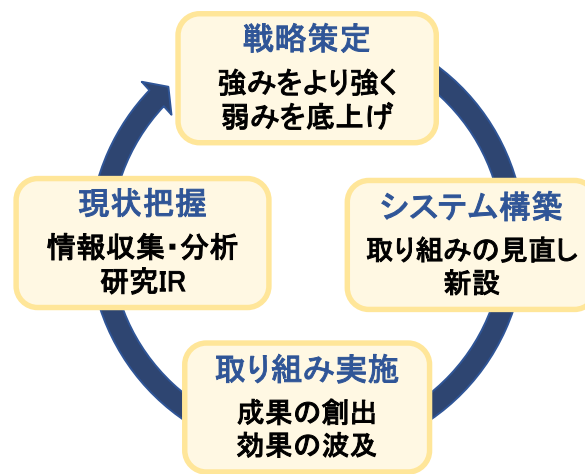 戦略策定
強みをより強く
弱みを底上げ
システム構築
取り組みの見直し
新設
取り組み実施
成果の創出
効果の波及
現状把握
情報収集・分析
研究IR